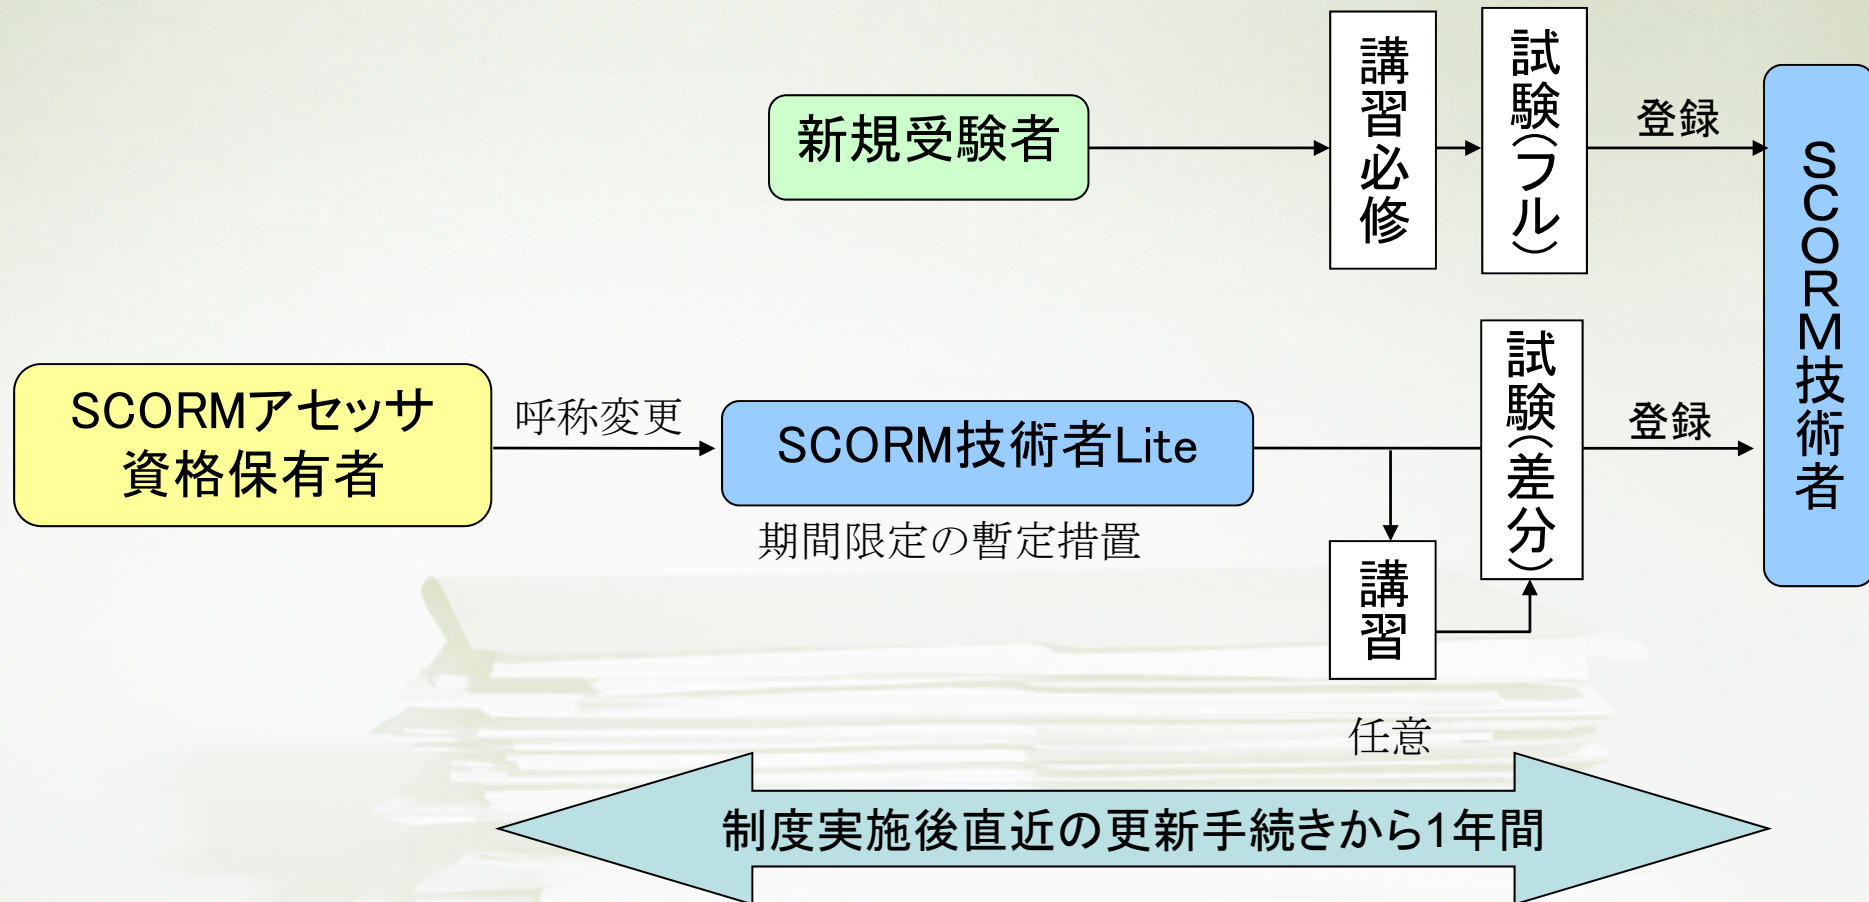 新規受験者
講習必修
試験(フル)
登録
SCORM技術者
SCORMアセッサ
資格保有者
呼称変更
SCORM技術者Lite
期間限定の暫定措置
試験(差分)
登録
講習
任意
制度実施後直近の更新手続きから1年間